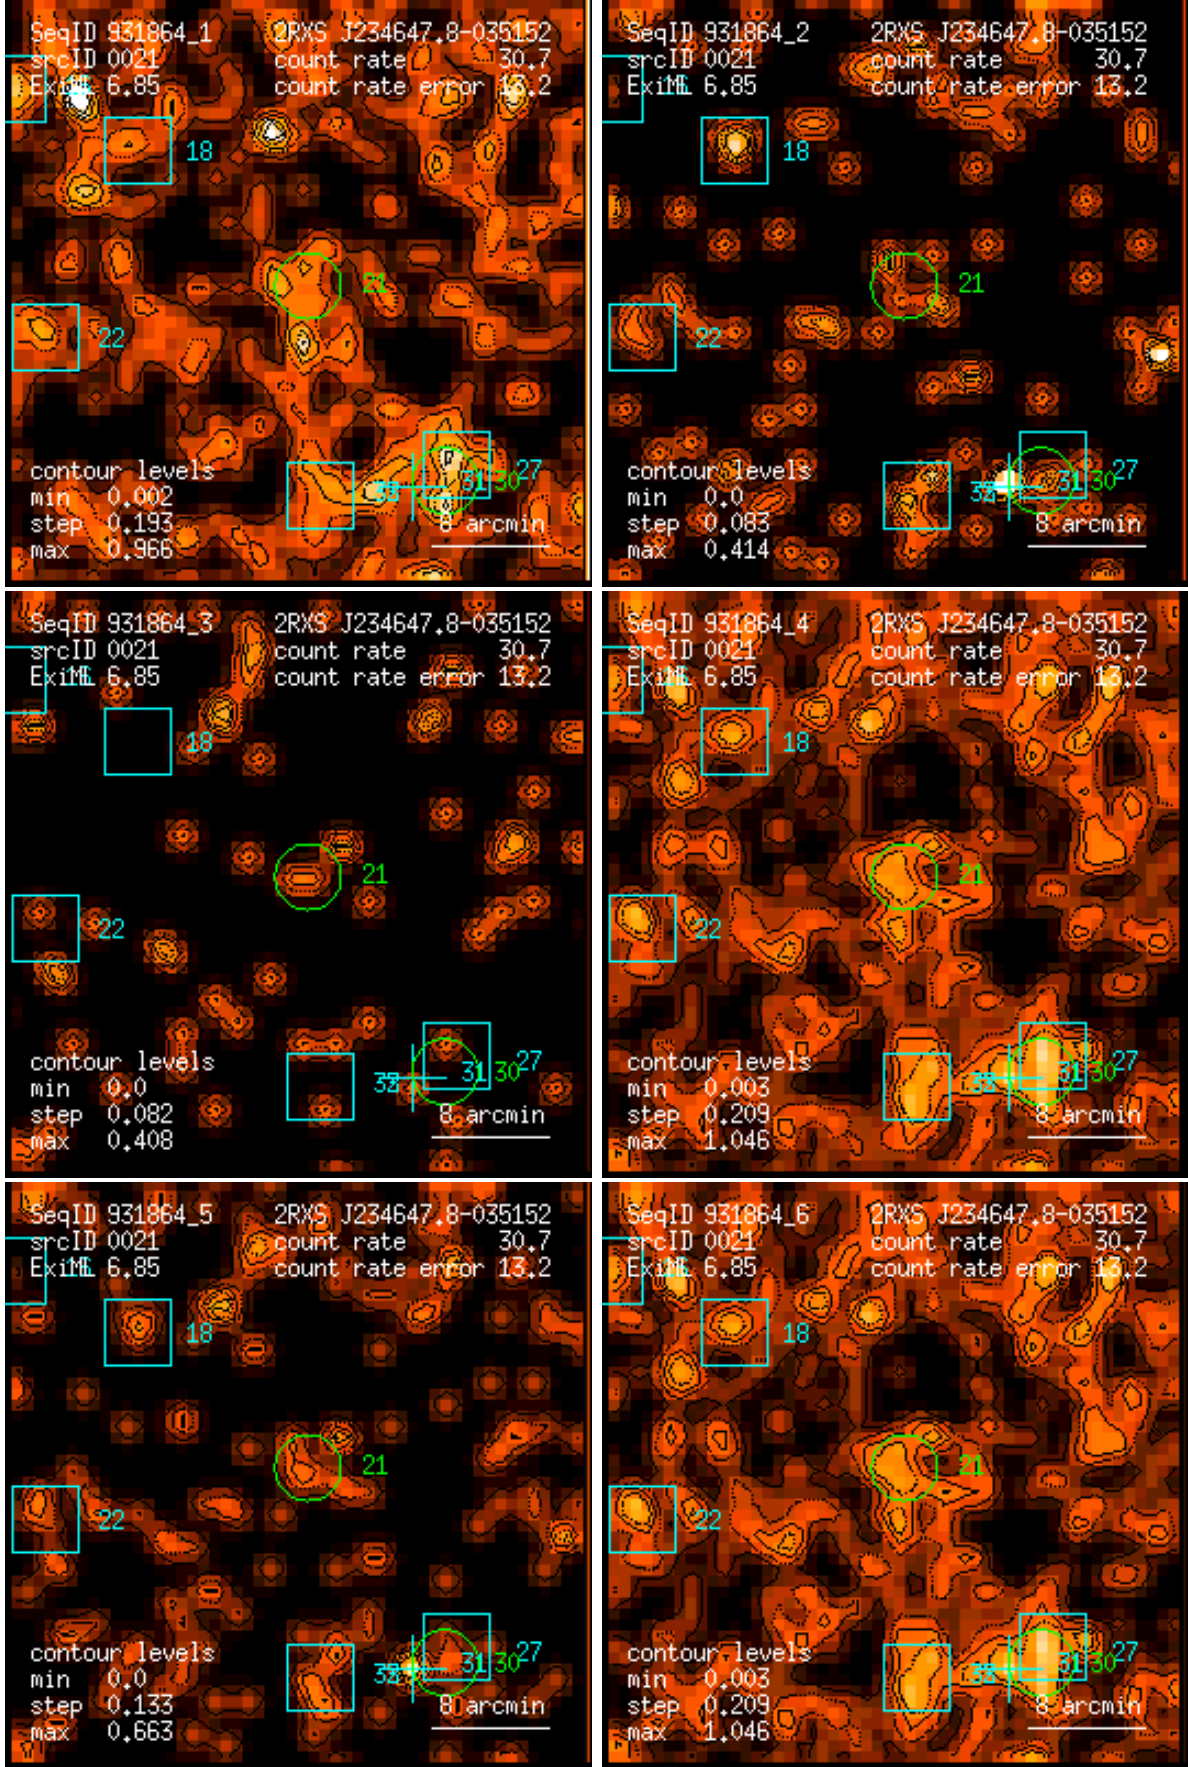 SeqID 931864_1 2RXS J234647.8-035152
srcID 0021 count rate 30.7
ExiML 6.85 count rate error 13.2
18
21
22
contour levels
min 0.002
step 0.193
max 0.966
31 30 27
8 arcmin
SeqID 931864_2 2RXS J234647.8-035152
srcID 0021 count rate 30.7
ExiML 6.85 count rate error 13.2
18
21
22
contour levels
min 0.0
step 0.083
max 0.414
31 30 27
8 arcmin
SeqID 931864_3 2RXS J234647.8-035152
srcID 0021 count rate 30.7
ExiML 6.85 count rate error 13.2
18
21
22
contour levels
min 0.0
step 0.082
max 0.408
31 30 27
8 arcmin
SeqID 931864_4 2RXS J234647.8-035152
srcID 0021 count rate 30.7
ExiML 6.85 count rate error 13.2
18
21
22
contour levels
min 0.003
step 0.209
max 1.046
31 30 27
8 arcmin
SeqID 931864_5 2RXS J234647.8-035152
srcID 0021 count rate 30.7
ExiML 6.85 count rate error 13.2
18
21
22
contour levels
min 0.0
step 0.133
max 0.663
31 30 27
8 arcmin
SeqID 931864_6 2RXS J234647.8-035152
srcID 0021 count rate 30.7
ExiML 6.85 count rate error 13.2
18
21
22
contour levels
min 0.003
step 0.209
max 1.046
31 30 27
8 arcmin